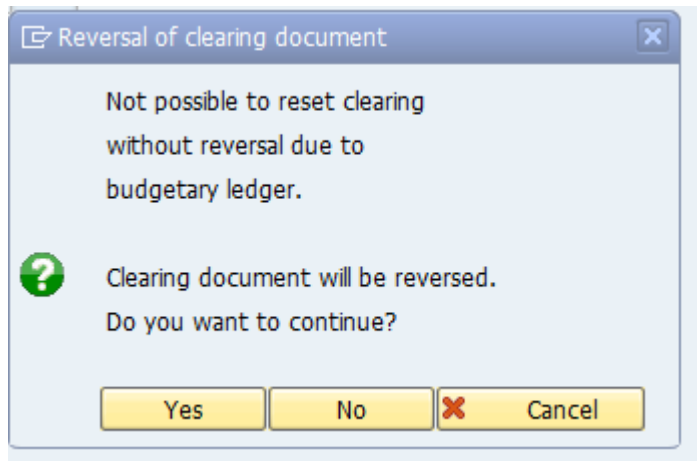 Reversal of clearing document
Not possible to reset clearing
without reversal due to
budgetary ledger.
Clearing document will be reversed.
Do you want to continue?
Yes No Cancel